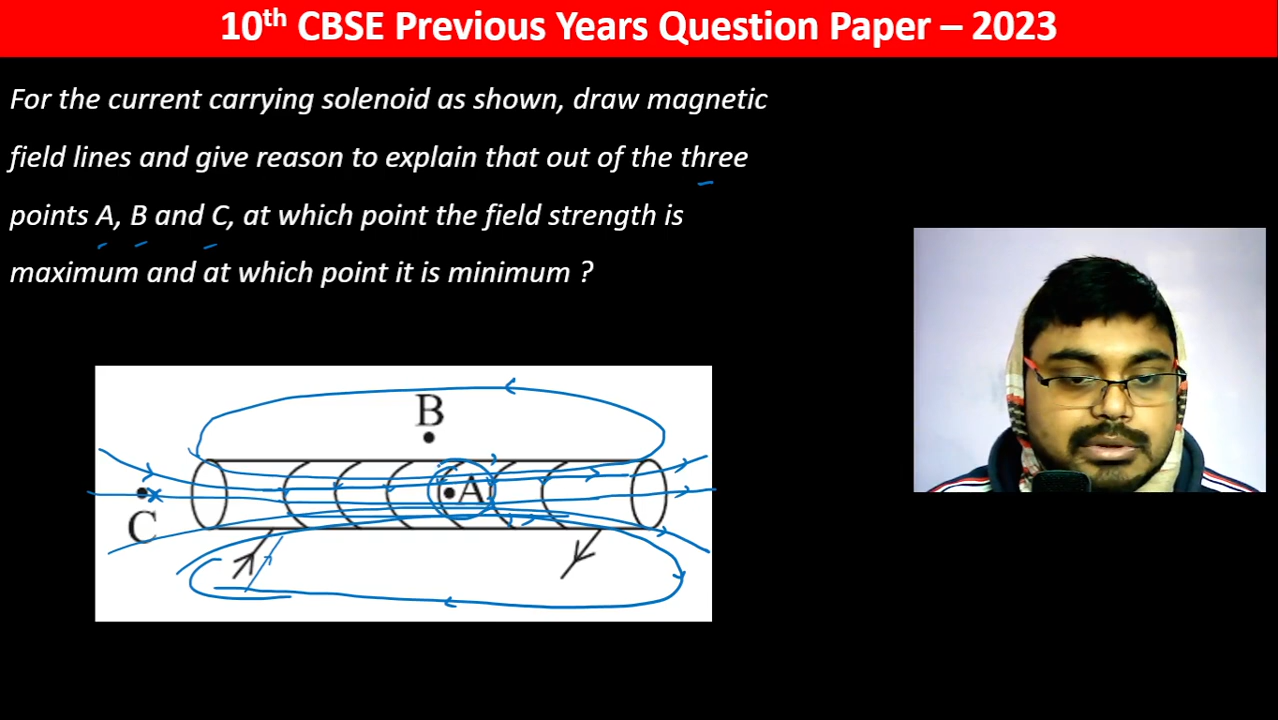 10th CBSE Previous Years Question Paper – 2023
For the current carrying solenoid as shown, draw magnetic
field lines and give reason to explain that out of the three
points A, B and C, at which point the field strength is
maximum and at which point it is minimum ?
B
A
C